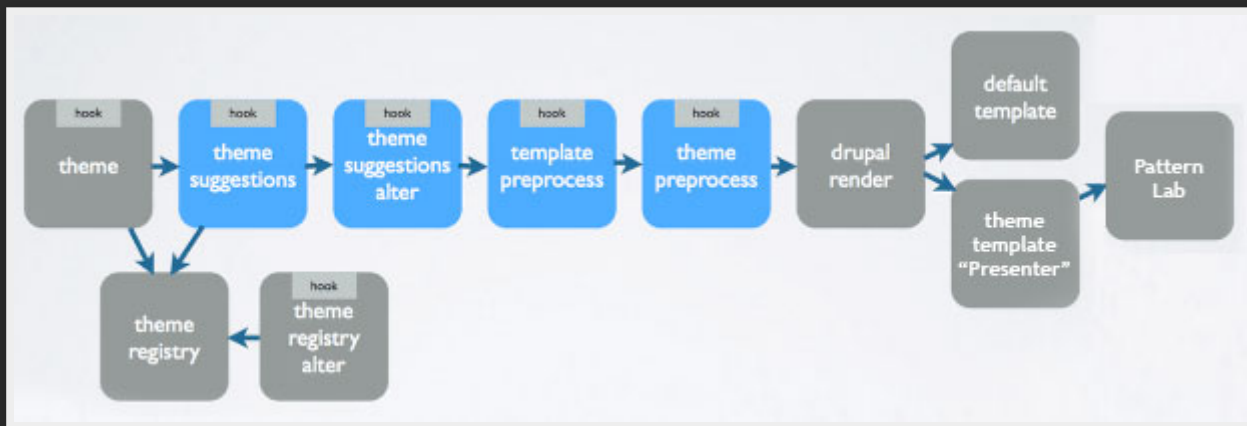 hook
theme
hook
theme
suggestions
hook
theme
suggestions
alter
hook
template
preprocess
hook
theme
preprocess
drupal
render
default
template
theme
template
“Presenter”
Pattern
Lab
theme
registry
hook
theme
registry
alter